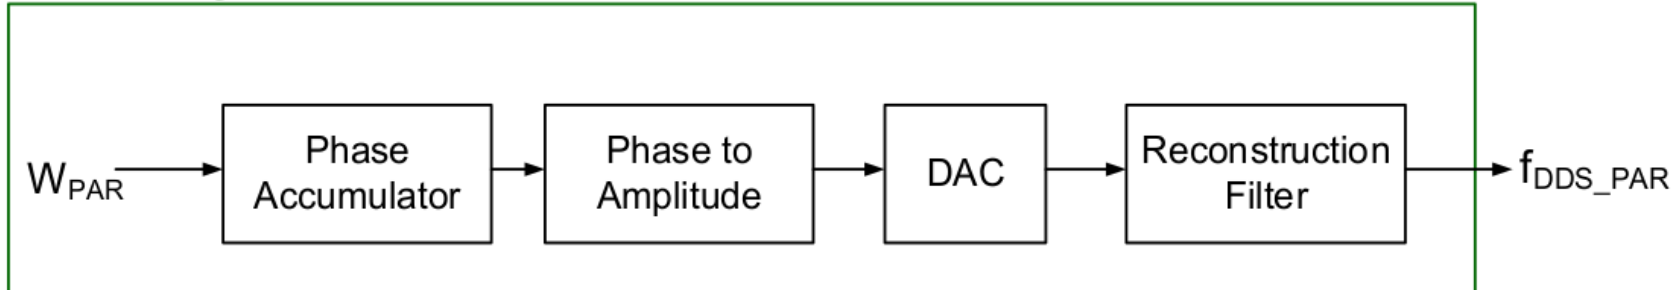 W_PAR
Phase
Accumulator
Phase to
Amplitude
DAC
Reconstruction
Filter
f_DDS_PAR